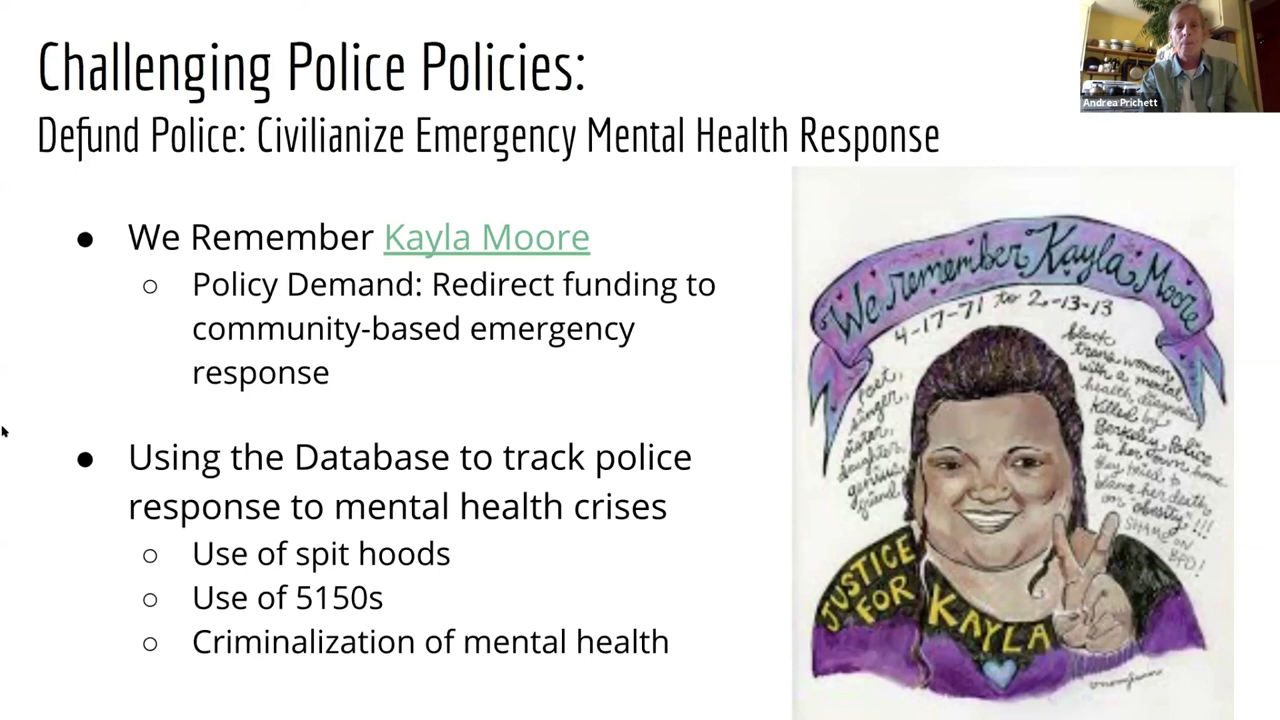 Challenging Police Policies:
Defund Police: Civilianize Emergency Mental Health Response
Andrea Prichett
● We Remember Kayla Moore
○ Policy Demand: Redirect funding to
community-based emergency
response
● Using the Database to track police
response to mental health crises
○ Use of spit hoods
○ Use of 5150s
○ Criminalization of mental health
We remember Kayla Moore
4-17-71 to 2-13-13
poet,
singer,
sister,
daughter,
genius,
friend
black
trans woman
with a mental
health diagnosis
Killed by
Berkeley Police
in her own home
they tried to
blame her death
on "obesity"!!!
SHAME ON
BPD!
JUSTICE
FOR
KAYLA